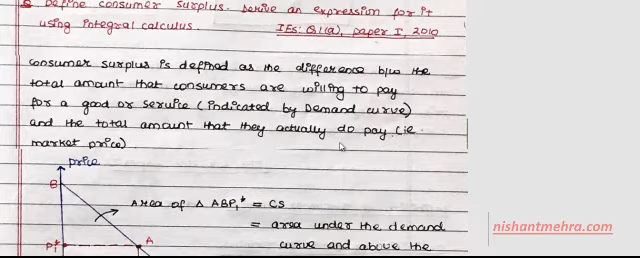 Q Define consumer surplus. Derive an expression for it
using integral calculus. IES: Q1(a), paper I, 2010
consumer surplus is defined as the difference b/w the
total amount that consumers are willing to pay
for a good or service (indicated by Demand curve)
and the total amount that they actually do pay (ie.
market price)
price
B
Area of Δ ABP₁* = CS
= area under the demand
P₁*
A
curve and above the
nishantmehra.com